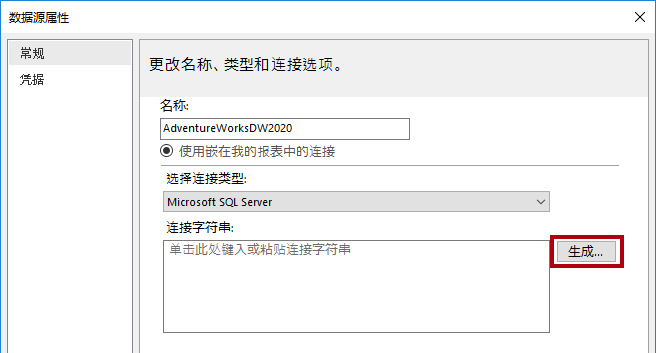 数据源属性
常规
凭据
更改名称、类型和连接选项。
名称:
AdventureWorksDW2020
使用嵌在我的报表中的连接
选择连接类型:
Microsoft SQL Server
连接字符串:
单击此处键入或粘贴连接字符串
生成...